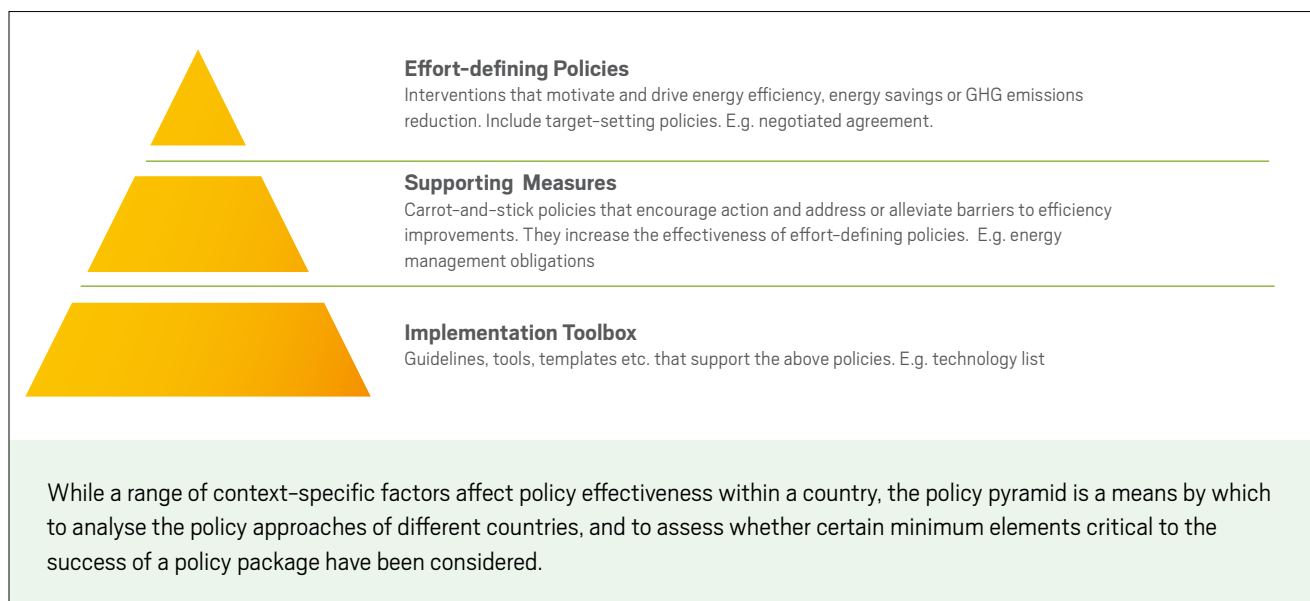 Effort-defining Policies
Interventions that motivate and drive energy efficiency, energy savings or GHG emissions
reduction. Include target-setting policies. E.g. negotiated agreement.
Supporting Measures
Carrot-and-stick policies that encourage action and address or alleviate barriers to efficiency
improvements. They increase the effectiveness of effort-defining policies. E.g. energy
management obligations
Implementation Toolbox
Guidelines, tools, templates etc. that support the above policies. E.g. technology list
While a range of context-specific factors affect policy effectiveness within a country, the policy pyramid is a means by which
to analyse the policy approaches of different countries, and to assess whether certain minimum elements critical to the
success of a policy package have been considered.